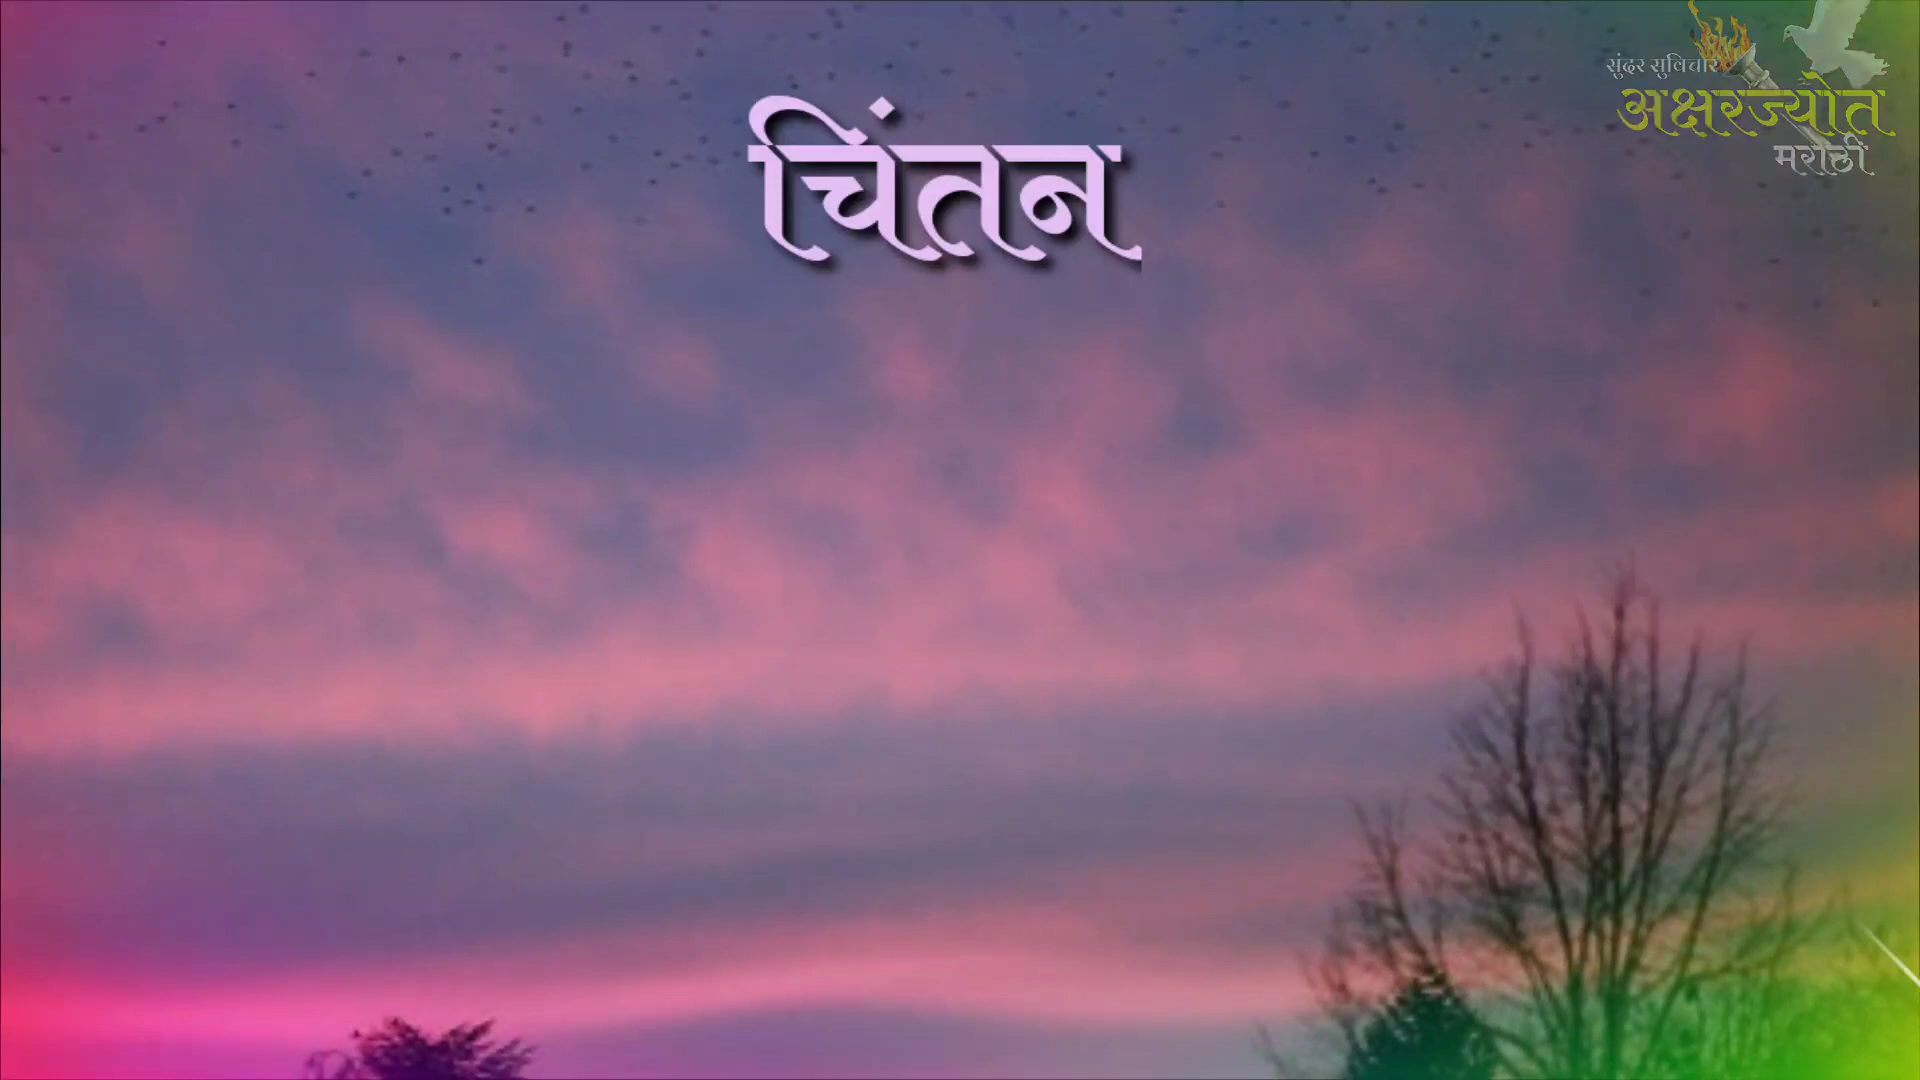 चिंतन
सुंदर सुविचार
अक्षरज्योत
मराठी